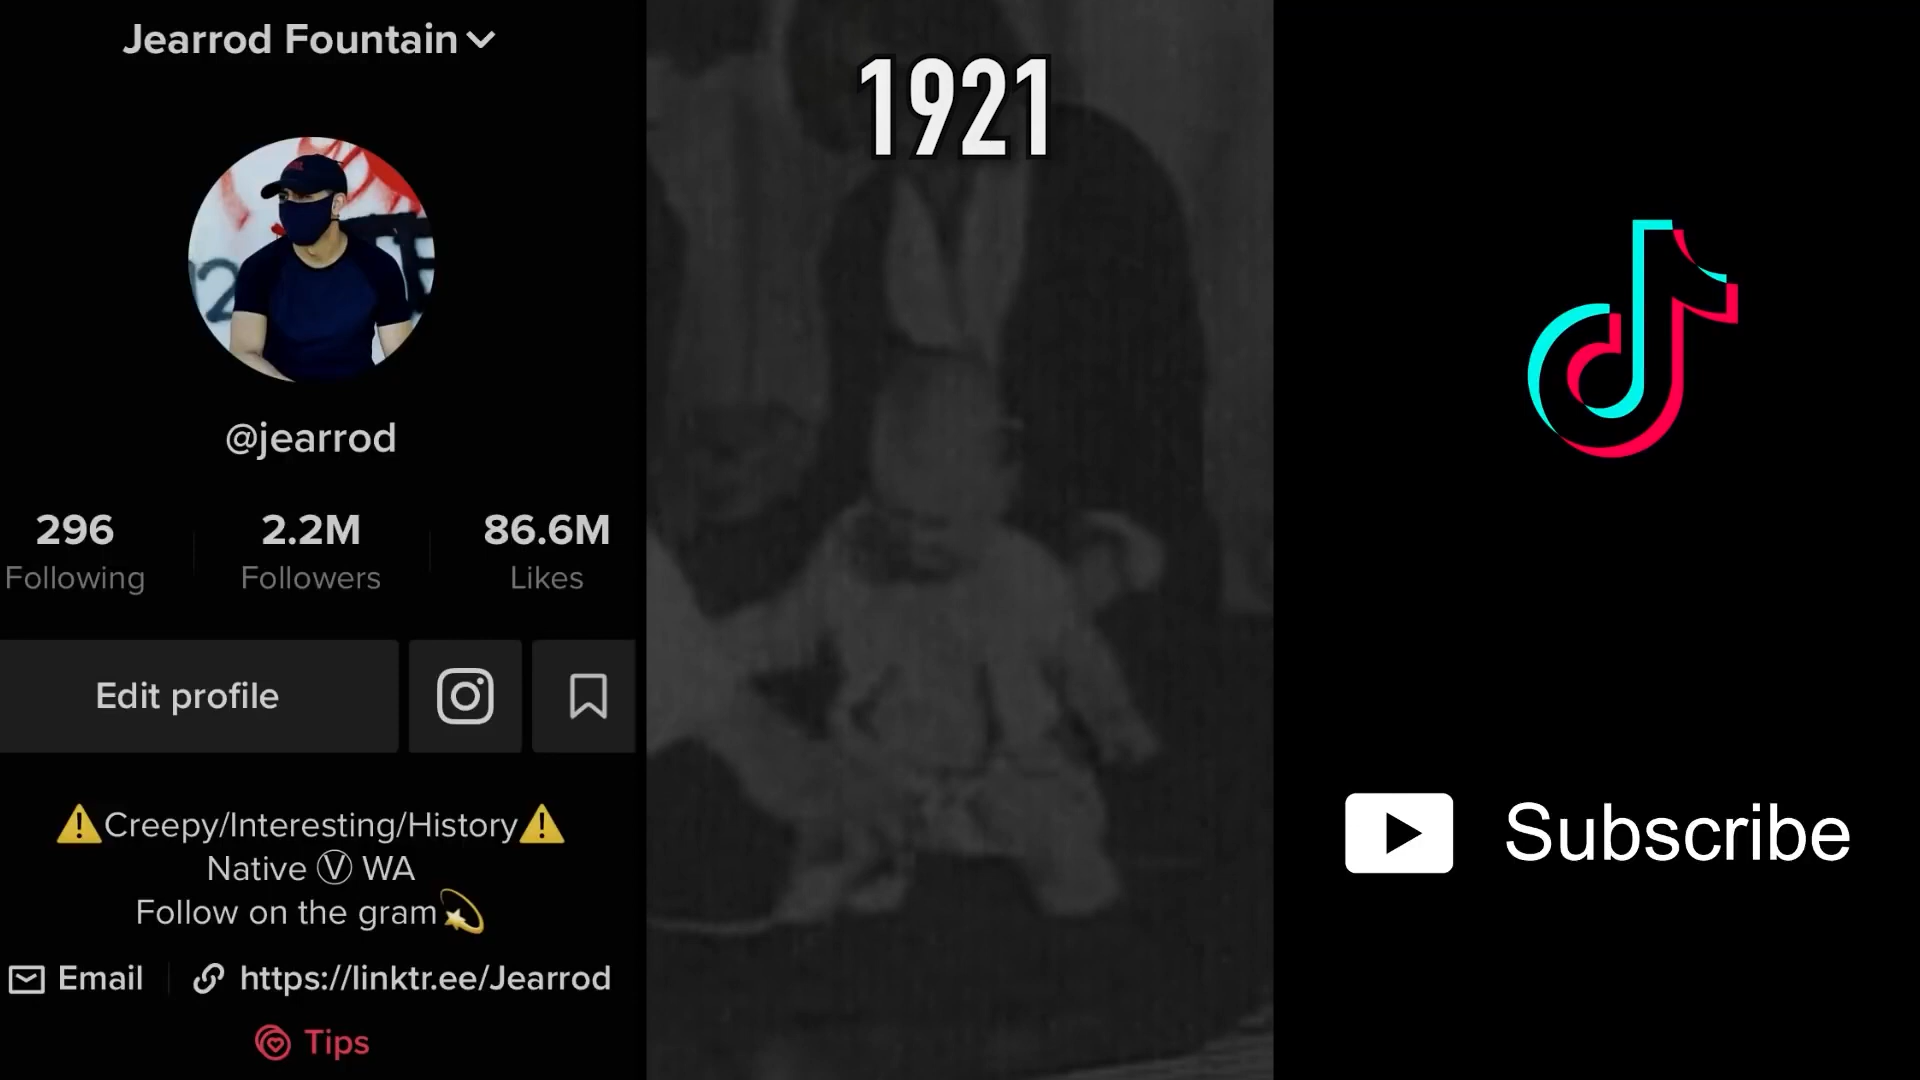 Jearrod Fountain
@jearrod
296 2.2M 86.6M
Following Followers Likes
Edit profile
⚠️Creepy/Interesting/History⚠️
Native Ⓥ WA
Follow on the gram💫
Email https://linktr.ee/Jearrod
Tips
1921
Subscribe